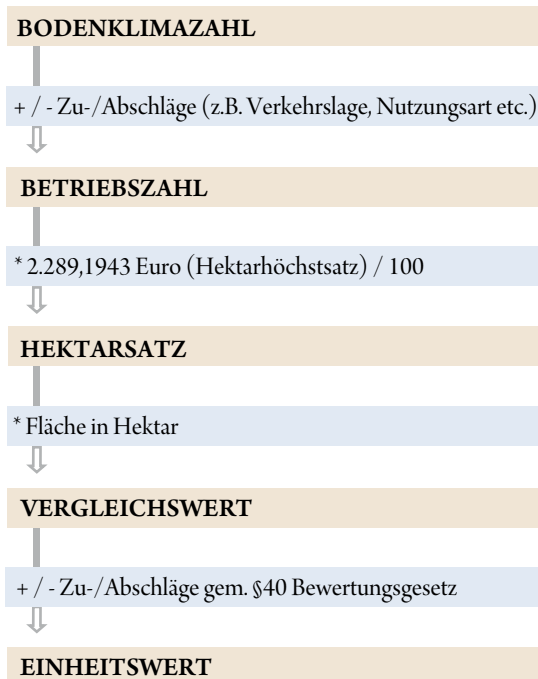 BODENKLIMAZAHL
+ / - Zu-/Abschläge (z.B. Verkehrslage, Nutzungsart etc.)
BETRIEBSZAHL
* 2.289,1943 Euro (Hektarhöchstsatz) / 100
HEKTARSATZ
* Fläche in Hektar
VERGLEICHSWERT
+ / - Zu-/Abschläge gem. §40 Bewertungsgesetz
EINHEITSWERT